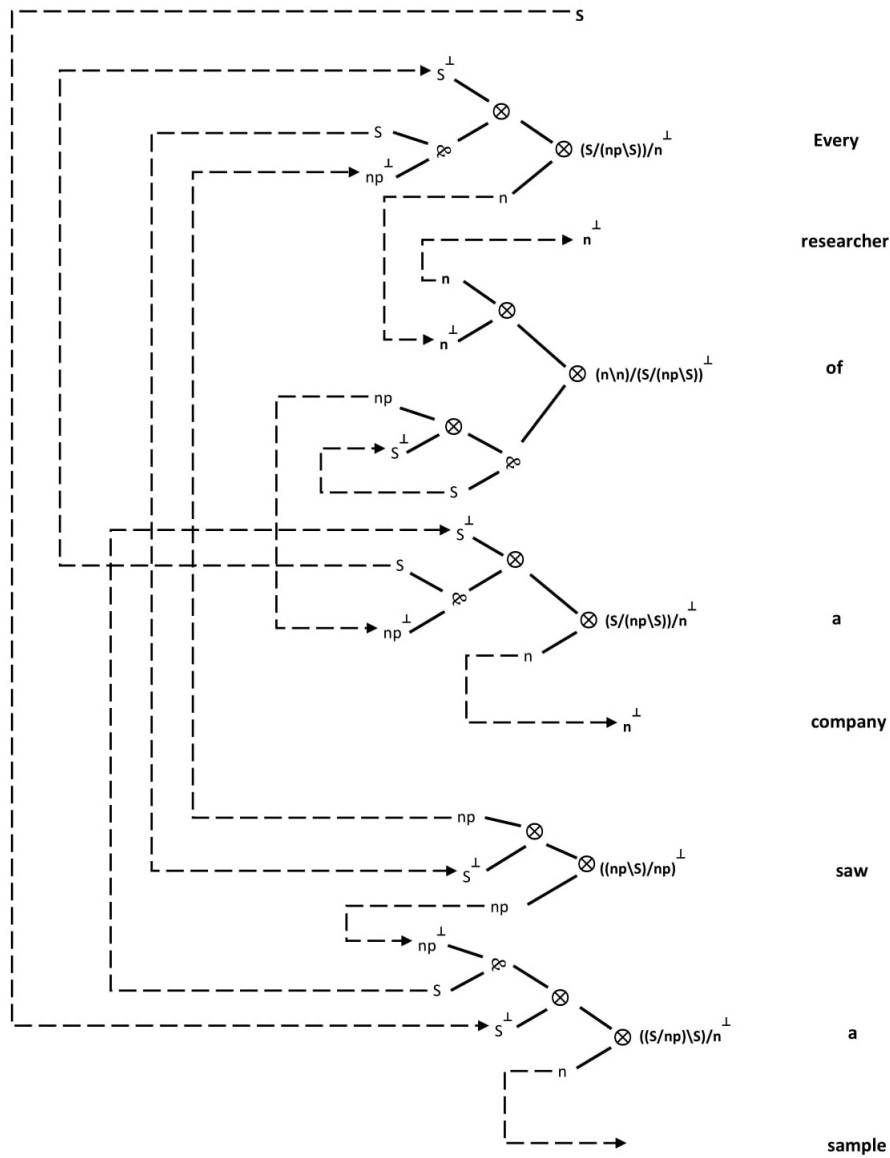 S
S⊥
⊗
S
⅋
⊗ (S/(np\S))/n⊥ Every
np⊥
n
n⊥ researcher
n
⊗
n⊥
⊗ (n\n)/(S/(np\S))⊥ of
np
⊗
S⊥
⅋
S
S⊥
⊗
S
⅋
⊗ (S/(np\S))/n⊥ a
np⊥
n
n⊥ company
np
⊗
S⊥ ⊗ ((np\S)/np)⊥ saw
np
np⊥
⅋
S
⊗
S⊥
⊗ ((S/np)\S)/n⊥ a
n
sample